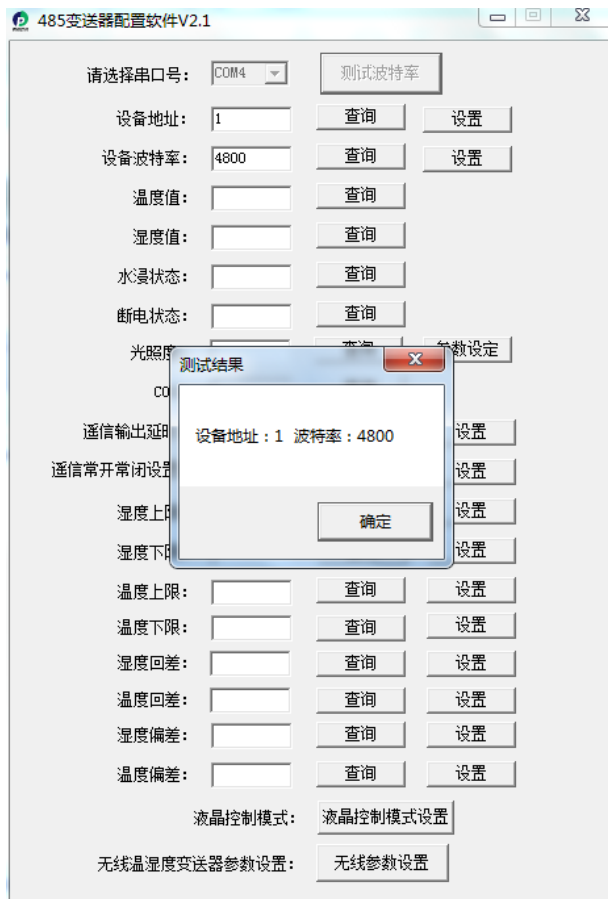 485变送器配置软件V2.1
请选择串口号： COM4 测试波特率
设备地址： 1 查询 设置
设备波特率： 4800 查询 设置
温度值： 查询
湿度值： 查询
水浸状态： 查询
断电状态： 查询
光照度 查询 参数设定
测试结果
CO
设备地址：1 波特率：4800
确定
遥信输出延时 设置
遥信常开常闭设置 设置
湿度上限 设置
湿度下限 设置
温度上限： 查询 设置
温度下限： 查询 设置
湿度回差： 查询 设置
温度回差： 查询 设置
湿度偏差： 查询 设置
温度偏差： 查询 设置
液晶控制模式： 液晶控制模式设置
无线温湿度变送器参数设置： 无线参数设置